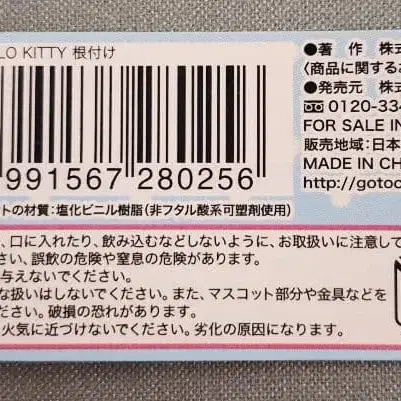 LO KITTY 根付け
991567 280256
トの材質:塩化ビニル樹脂(非フタル酸系可塑剤使用)
●著 作 株式
〈商品に関するお
●発売元 株式
0120-334
FOR SALE IN
販売地域:日本
MADE IN CH
http://gotoc
、口に入れたり、飲み込むなどしないように、お取扱いに注意して
さい、誤飲の危険や窒息の危険があります。
与えないでください。
な扱いはしないでください。また、マスコット部分や金具などを
ださい。破損の恐れがあります。
火気に近づけないでください。劣化の原因になります。